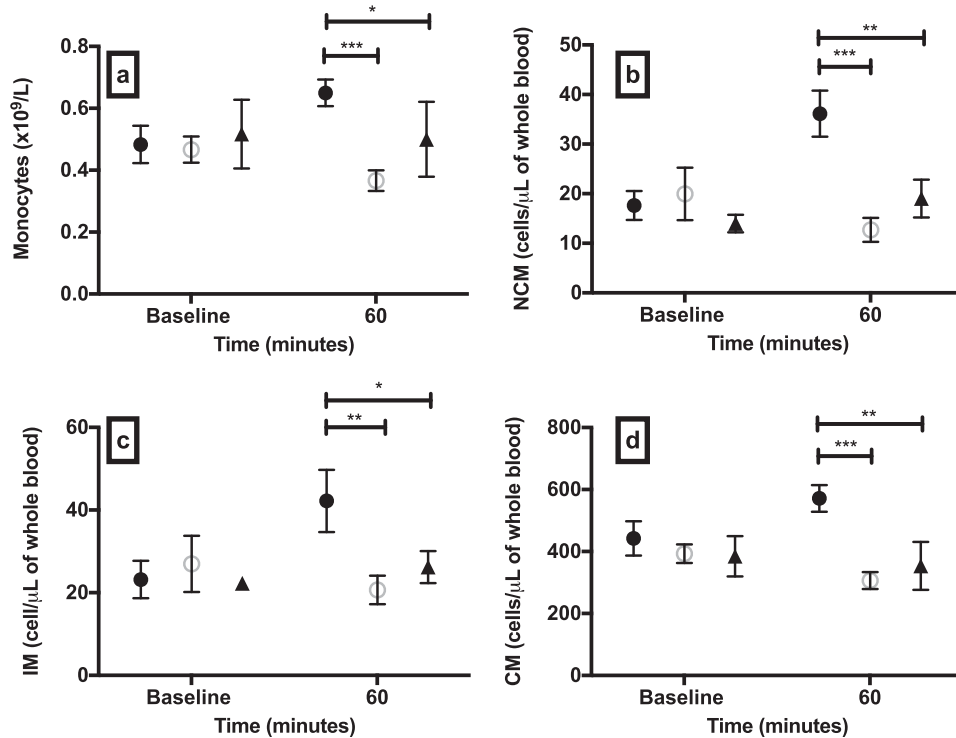 a
Monocytes (x10⁹/L)
0.8
0.6
0.4
0.2
0.0
*
***
Baseline
60
Time (minutes)
b
NCM (cells/μL of whole blood)
50
40
30
20
10
0
**
***
Baseline
60
Time (minutes)
c
IM (cell/μL of whole blood)
60
40
20
0
*
**
Baseline
60
Time (minutes)
d
CM (cells/μL of whole blood)
800
600
400
200
0
**
***
Baseline
60
Time (minutes)